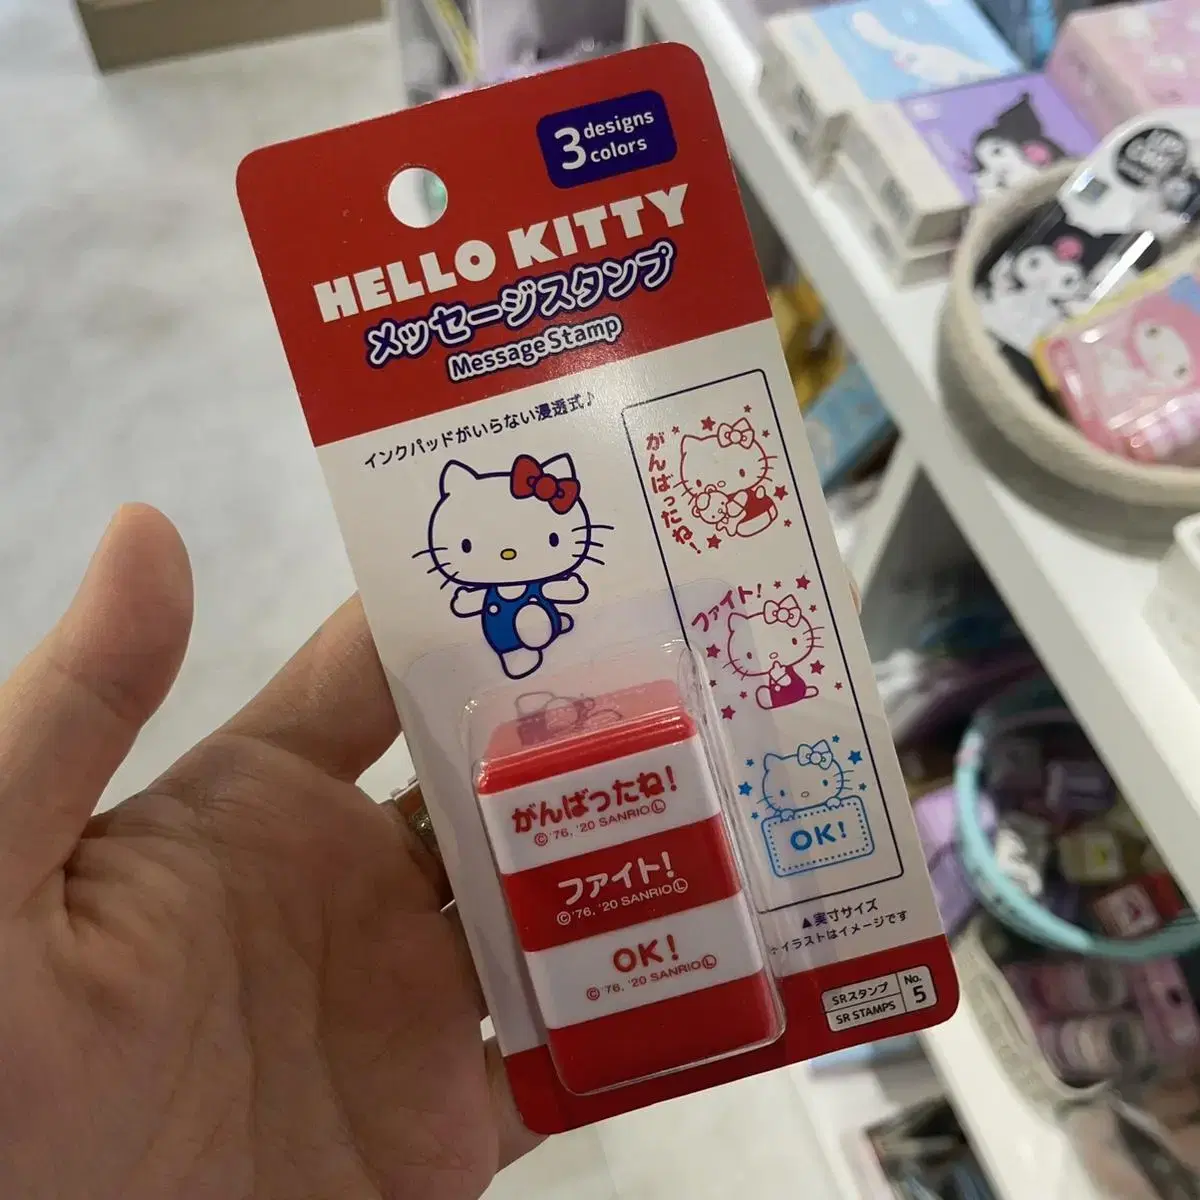 3 designs
colors
HELLO KITTY
メッセージスタンプ
Message Stamp
インクパッドがいらない浸透式♪
がんばったね!
ファイト!
OK!
▲実寸サイズ
※イラストはイメージです
がんばったね!
©'76, '20 SANRIO Ⓛ
ファイト!
©'76, '20 SANRIO Ⓛ
OK!
©'76, '20 SANRIO Ⓛ
SRスタンプ
SR STAMPS
No.
5